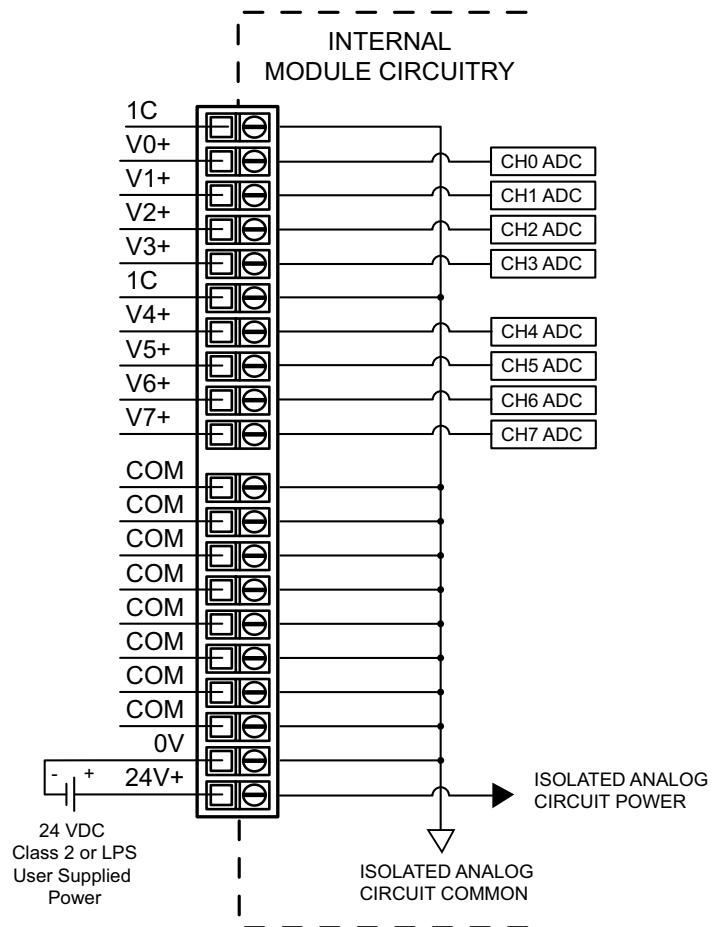 INTERNAL
MODULE CIRCUITRY
1C
V0+
CH0 ADC
V1+
CH1 ADC
V2+
CH2 ADC
V3+
CH3 ADC
1C
V4+
CH4 ADC
V5+
CH5 ADC
V6+
CH6 ADC
V7+
CH7 ADC
COM
COM
COM
COM
COM
COM
COM
COM
0V
- +
24V+
ISOLATED ANALOG
CIRCUIT POWER
24 VDC
Class 2 or LPS
User Supplied
Power
ISOLATED ANALOG
CIRCUIT COMMON